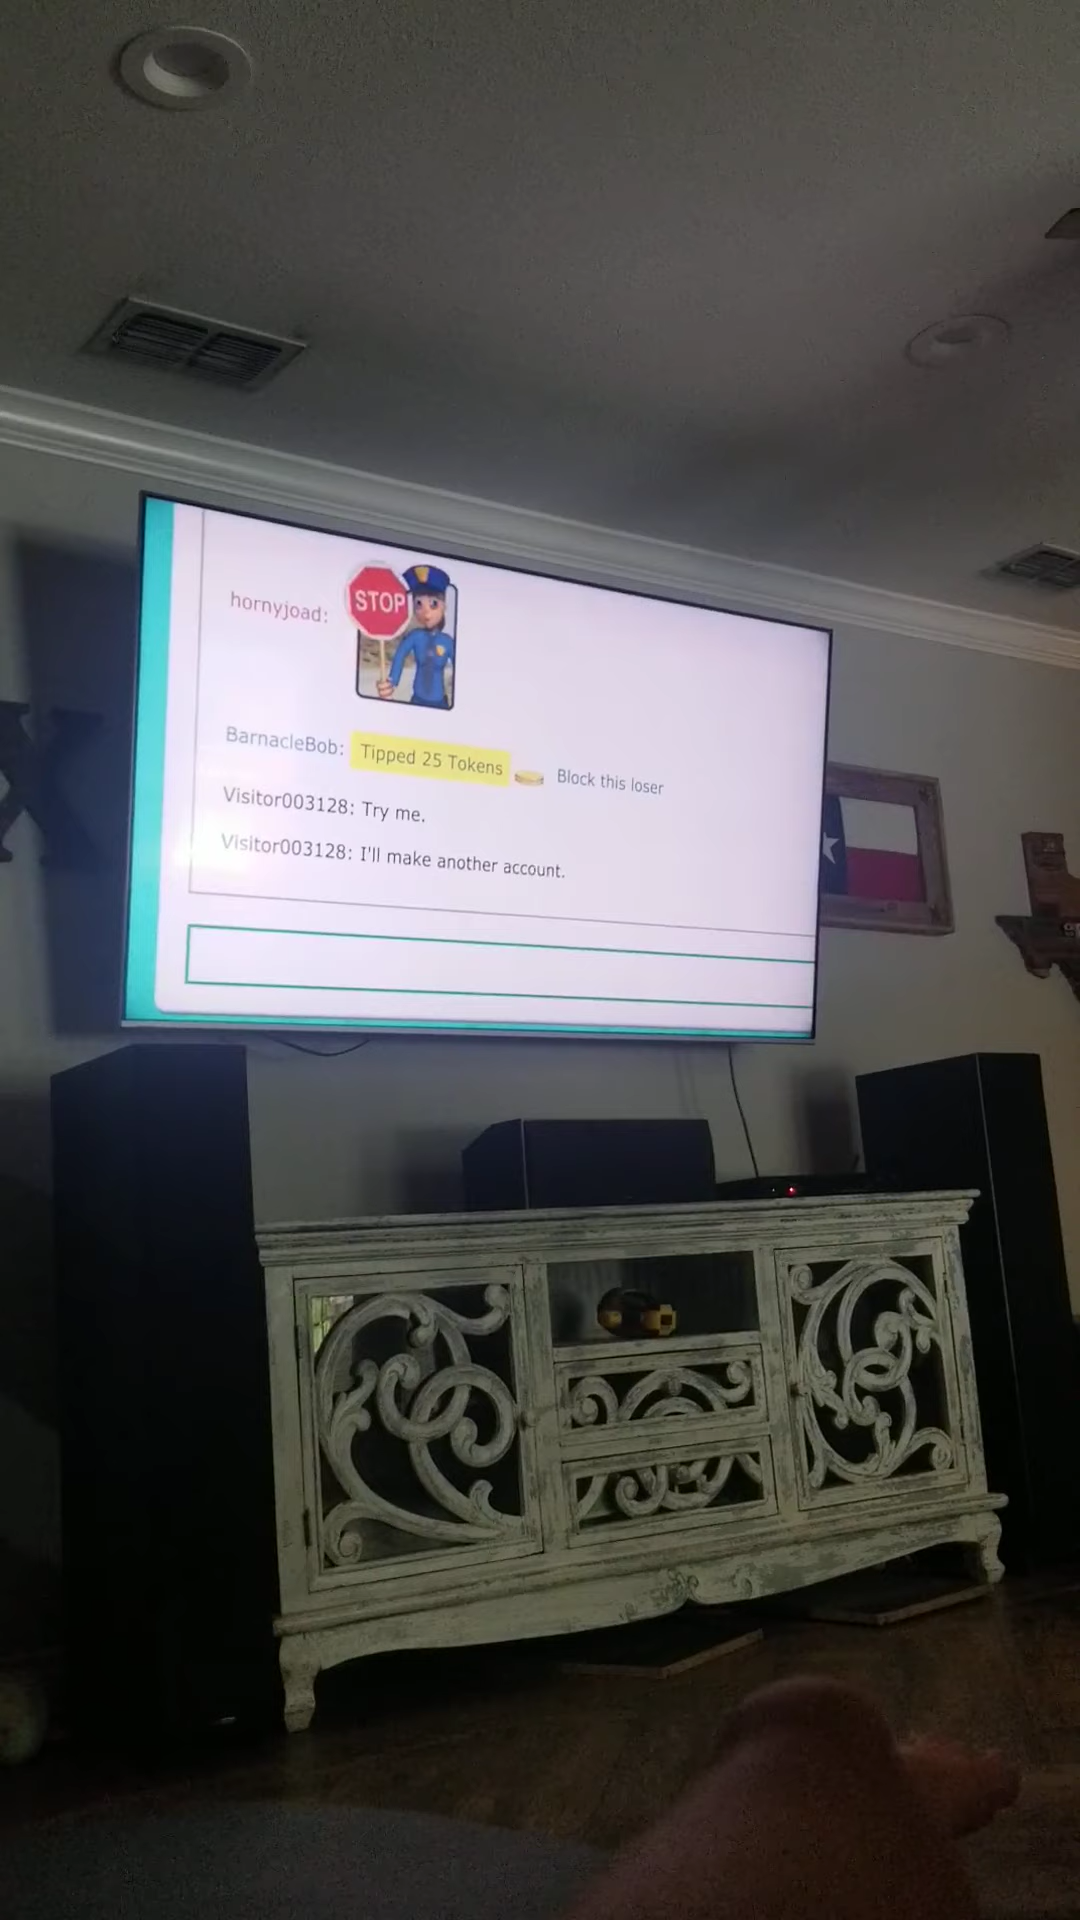 hornyjoad: STOP
BarnacleBob: Tipped 25 Tokens Block this loser
Visitor003128: Try me.
Visitor003128: I'll make another account.